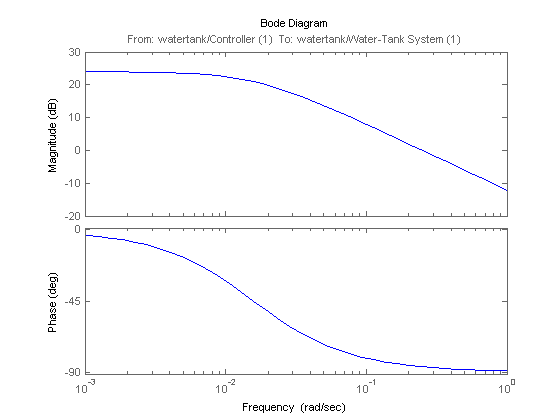 Bode Diagram
From: watertank/Controller (1)  To: watertank/Water-Tank System (1)
30
20
10
0
-10
-20
Magnitude (dB)
0
-45
-90
Phase (deg)
10^-3
10^-2
10^-1
10^0
Frequency (rad/sec)